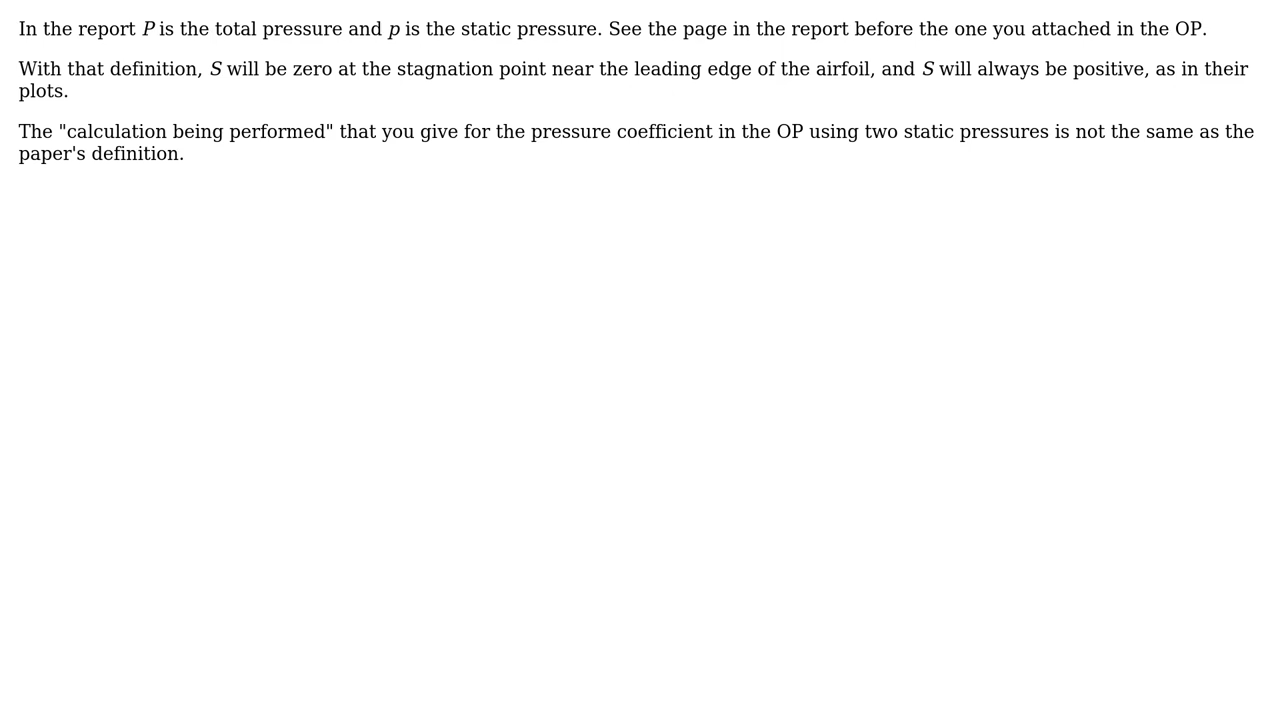 In the report P is the total pressure and p is the static pressure. See the page in the report before the one you attached in the OP.
With that definition, S will be zero at the stagnation point near the leading edge of the airfoil, and S will always be positive, as in their
plots.
The "calculation being performed" that you give for the pressure coefficient in the OP using two static pressures is not the same as the
paper's definition.